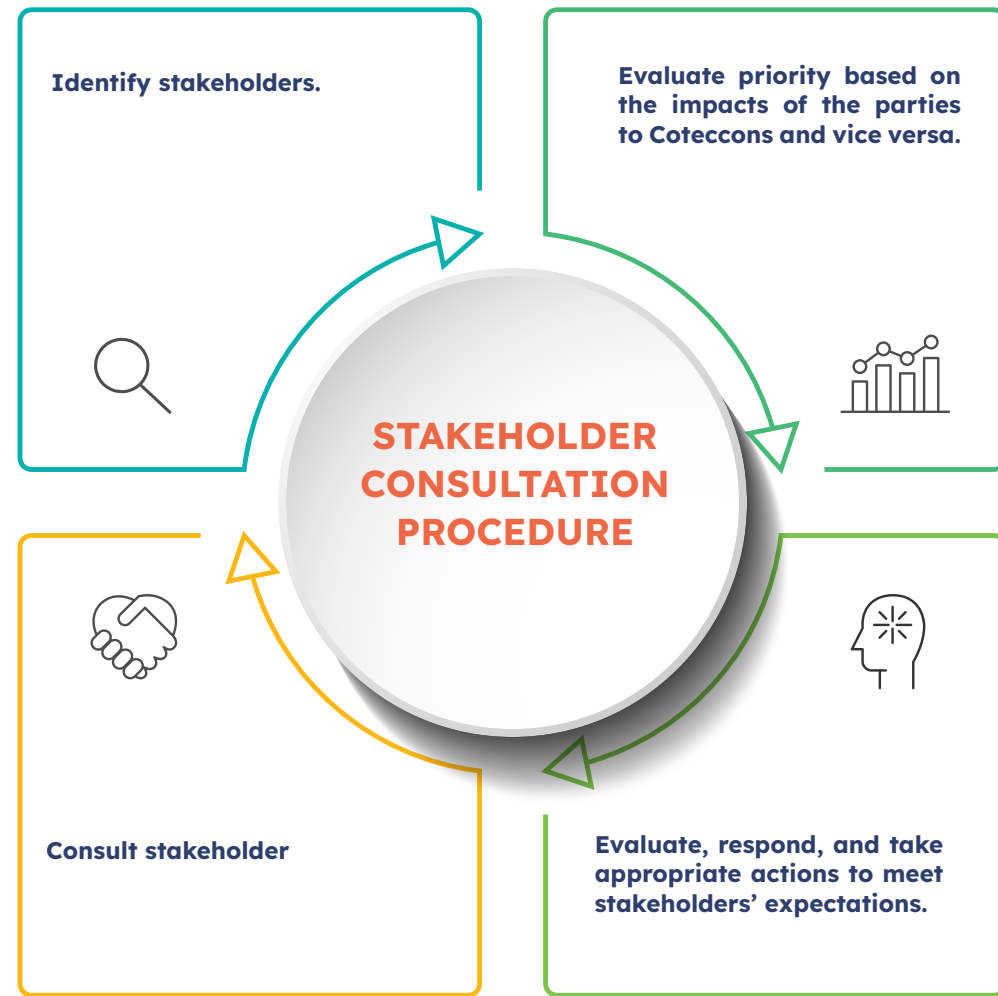 Identify stakeholders.
Evaluate priority based on
the impacts of the parties
to Coteccons and vice versa.
STAKEHOLDER
CONSULTATION
PROCEDURE
Consult stakeholder
Evaluate, respond, and take
appropriate actions to meet
stakeholders’ expectations.